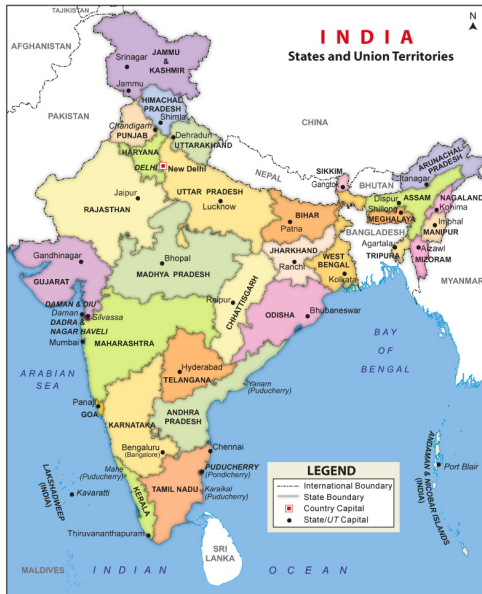 TAJIKISTAN
N
INDIA
States and Union Territories
AFGHANISTAN
JAMMU
&
KASHMIR
Srinagar
Jammu
HIMACHAL
PRADESH
Shimla
PAKISTAN
Chandigarh
PUNJAB
Dehradun
UTTARAKHAND
HARYANA
CHINA
DELHI
New Delhi
NEPAL
SIKKIM
Gangtok
BHUTAN
ARUNACHAL
PRADESH
Itanagar
Jaipur
RAJASTHAN
UTTAR PRADESH
Lucknow
BIHAR
Patna
Dispur
ASSAM
NAGALAND
Kohima
Shillong
MEGHALAYA
Imphal
MANIPUR
BANGLADESH
Agartala
TRIPURA
Aizawl
MIZORAM
MYANMAR
Gandhinagar
GUJARAT
Bhopal
MADHYA PRADESH
JHARKHAND
Ranchi
WEST
BENGAL
Kolkata
CHHATTISGARH
Raipur
ODISHA
Bhubaneswar
DAMAN & DIU
Daman
Silvassa
DADRA &
NAGAR HAVELI
Mumbai
MAHARASHTRA
ARABIAN
SEA
BAY
OF
BENGAL
Hyderabad
TELANGANA
Yanam
(Puducherry)
Panaji
GOA
KARNATAKA
ANDHRA
PRADESH
Bengaluru
(Bangalore)
Chennai
Mahe
(Puducherry)
PUDUCHERRY
(Pondicherry)
Karaikal
(Puducherry)
TAMIL NADU
KERALA
LAKSHADWEEP
(INDIA)
Kavaratti
Thiruvananthapuram
SRI
LANKA
MALDIVES
INDIAN OCEAN
ANDAMAN & NICOBAR ISLANDS
(INDIA)
Port Blair
LEGEND
International Boundary
State Boundary
Country Capital
State/UT Capital